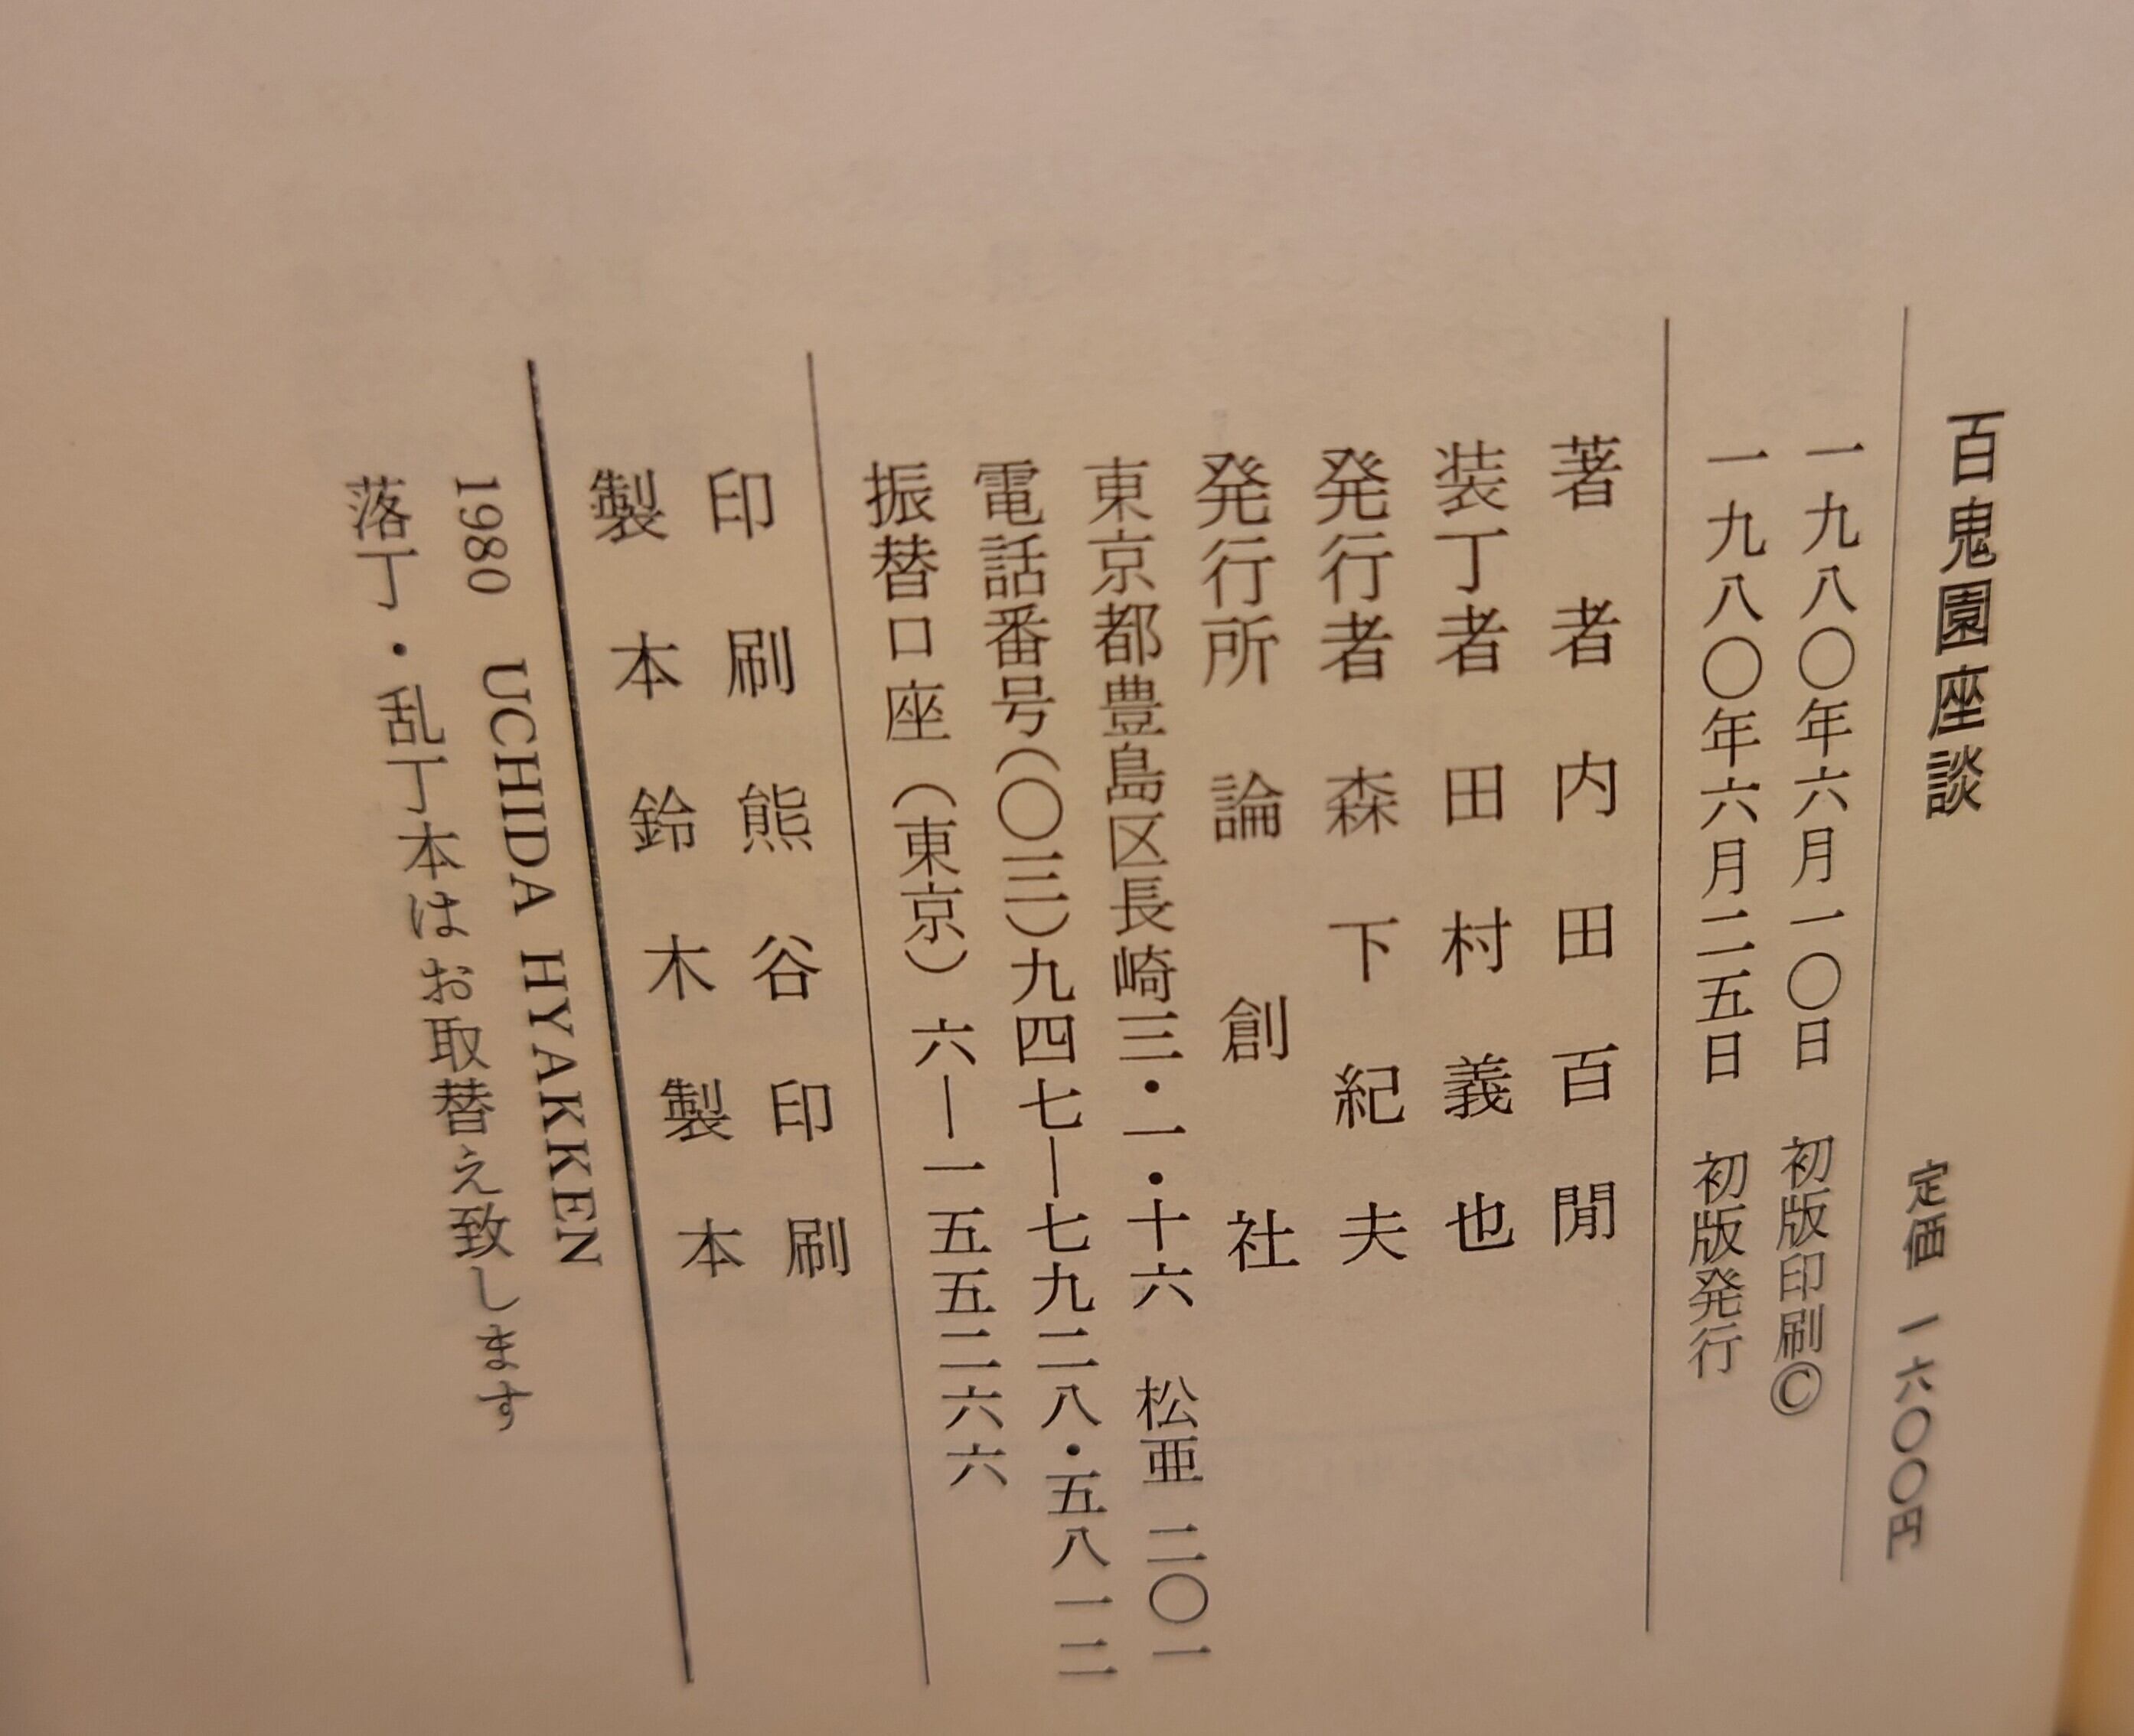 百鬼園座談　定価 一六〇〇円
一九八〇年六月一〇日　初版印刷©
一九八〇年六月二五日　初版発行
著者 内田百閒
装丁者 田村義也
発行者 森下紀夫
発行所 論創社
東京都豊島区長崎三・一・十六　松亜 二〇一
電話番号(〇三)九四七―七九二八・五八一二
振替口座（東京）六―一五五二六六
印刷 熊谷印刷
製本 鈴木製本
1980 UCHIDA HYAKKEN
落丁・乱丁本はお取替え致します